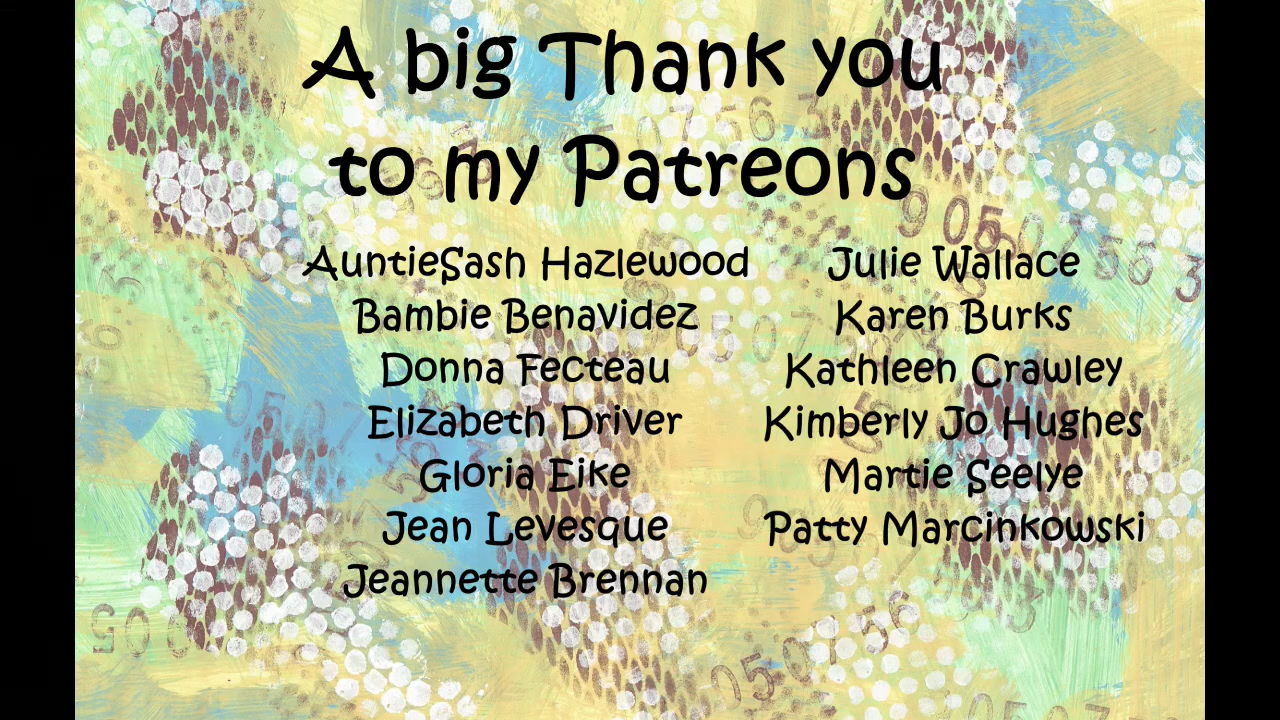 A big Thank you
to my Patreons
AuntieSash Hazlewood
Bambie Benavidez
Donna Fecteau
Elizabeth Driver
Gloria Eike
Jean Levesque
Jeannette Brennan
Julie Wallace
Karen Burks
Kathleen Crawley
Kimberly Jo Hughes
Martie Seelye
Patty Marcinkowski